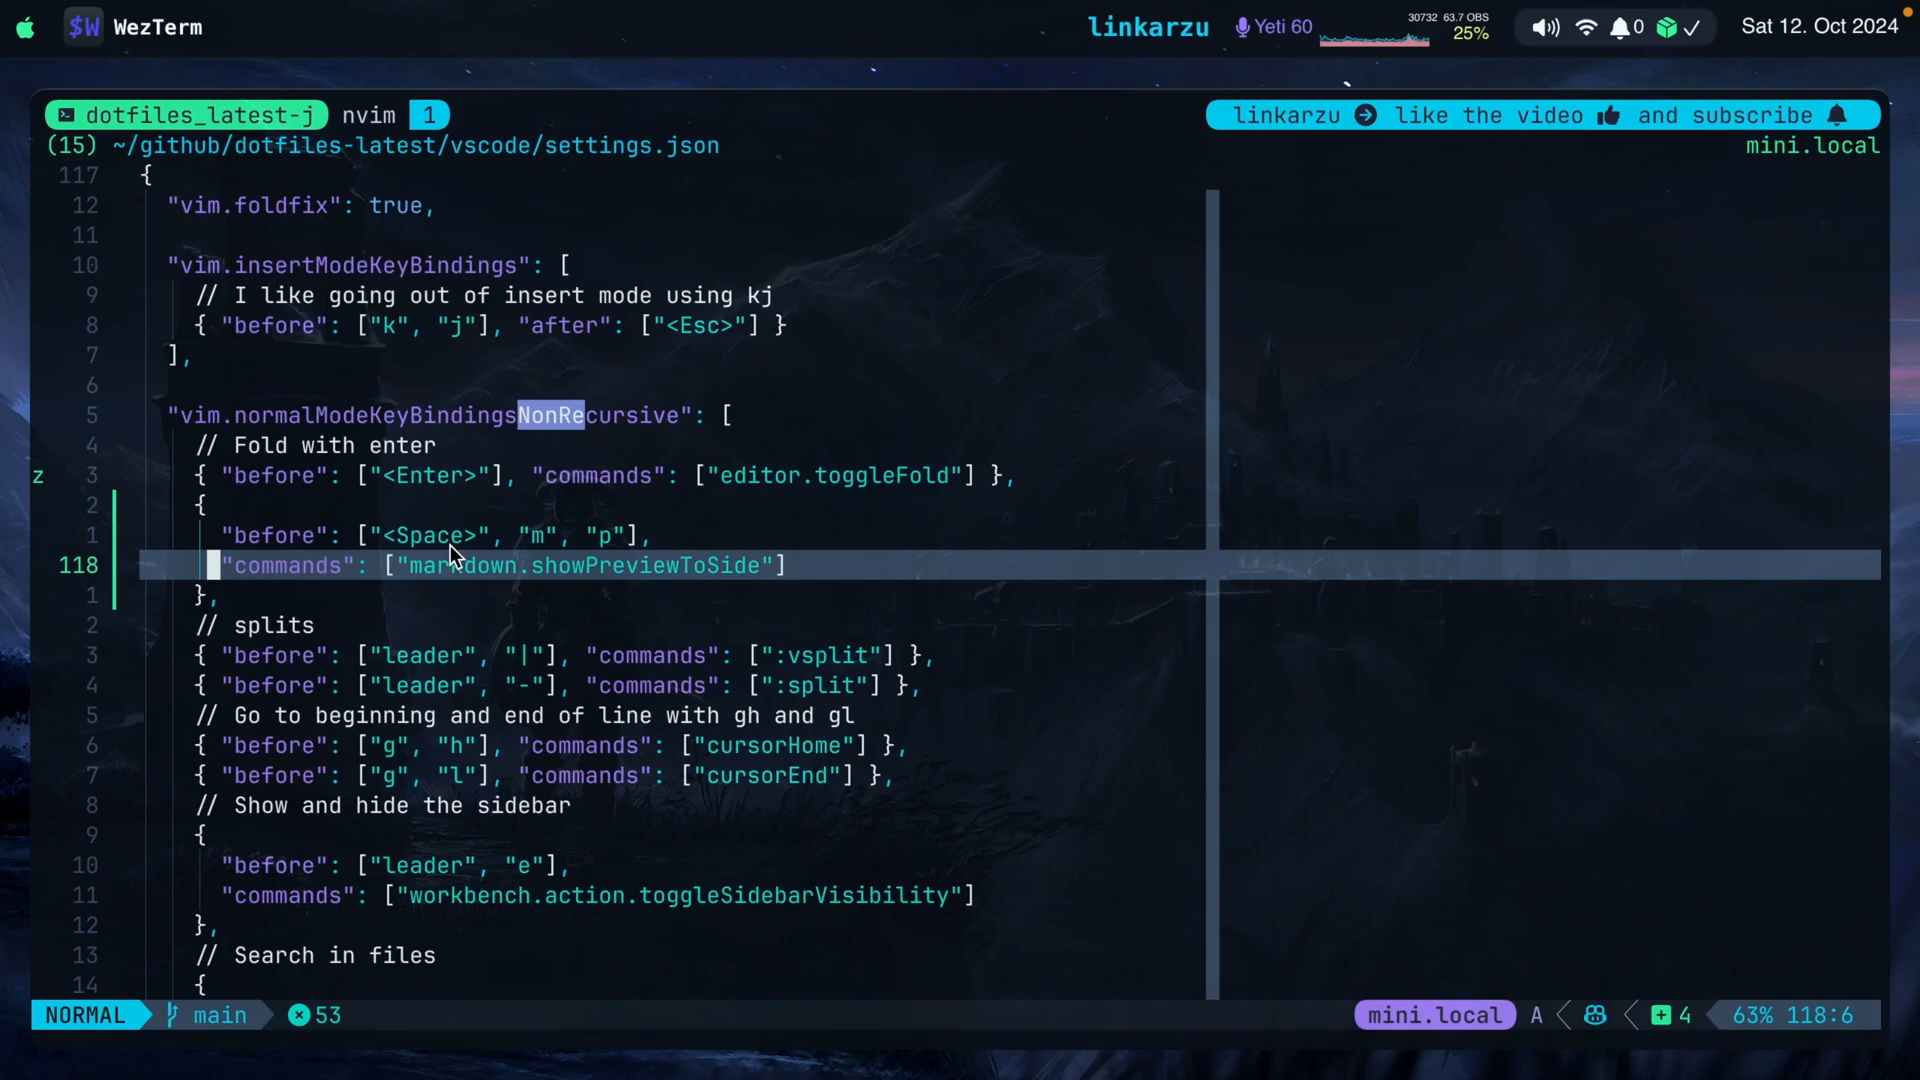 $W WezTerm
linkarzu Yeti 60 30732 63.7 OBS 25% 0 Sat 12. Oct 2024
dotfiles_latest-j nvim 1 linkarzu like the video and subscribe
(15) ~/github/dotfiles-latest/vscode/settings.json mini.local
117 {
12 "vim.foldfix": true,
11
10 "vim.insertModeKeyBindings": [
9 // I like going out of insert mode using kj
8 { "before": ["k", "j"], "after": ["<Esc>"] }
7 ],
6
5 "vim.normalModeKeyBindingsNonRecursive": [
4 // Fold with enter
z 3 { "before": ["<Enter>"], "commands": ["editor.toggleFold"] },
2 {
1 "before": ["<Space>", "m", "p"],
118 "commands": ["markdown.showPreviewToSide"]
1 },
2 // splits
3 { "before": ["leader", "|"], "commands": [":vsplit"] },
4 { "before": ["leader", "-"], "commands": [":split"] },
5 // Go to beginning and end of line with gh and gl
6 { "before": ["g", "h"], "commands": ["cursorHome"] },
7 { "before": ["g", "l"], "commands": ["cursorEnd"] },
8 // Show and hide the sidebar
9 {
10 "before": ["leader", "e"],
11 "commands": ["workbench.action.toggleSidebarVisibility"]
12 },
13 // Search in files
14 {
NORMAL main 53 mini.local A 4 63% 118:6